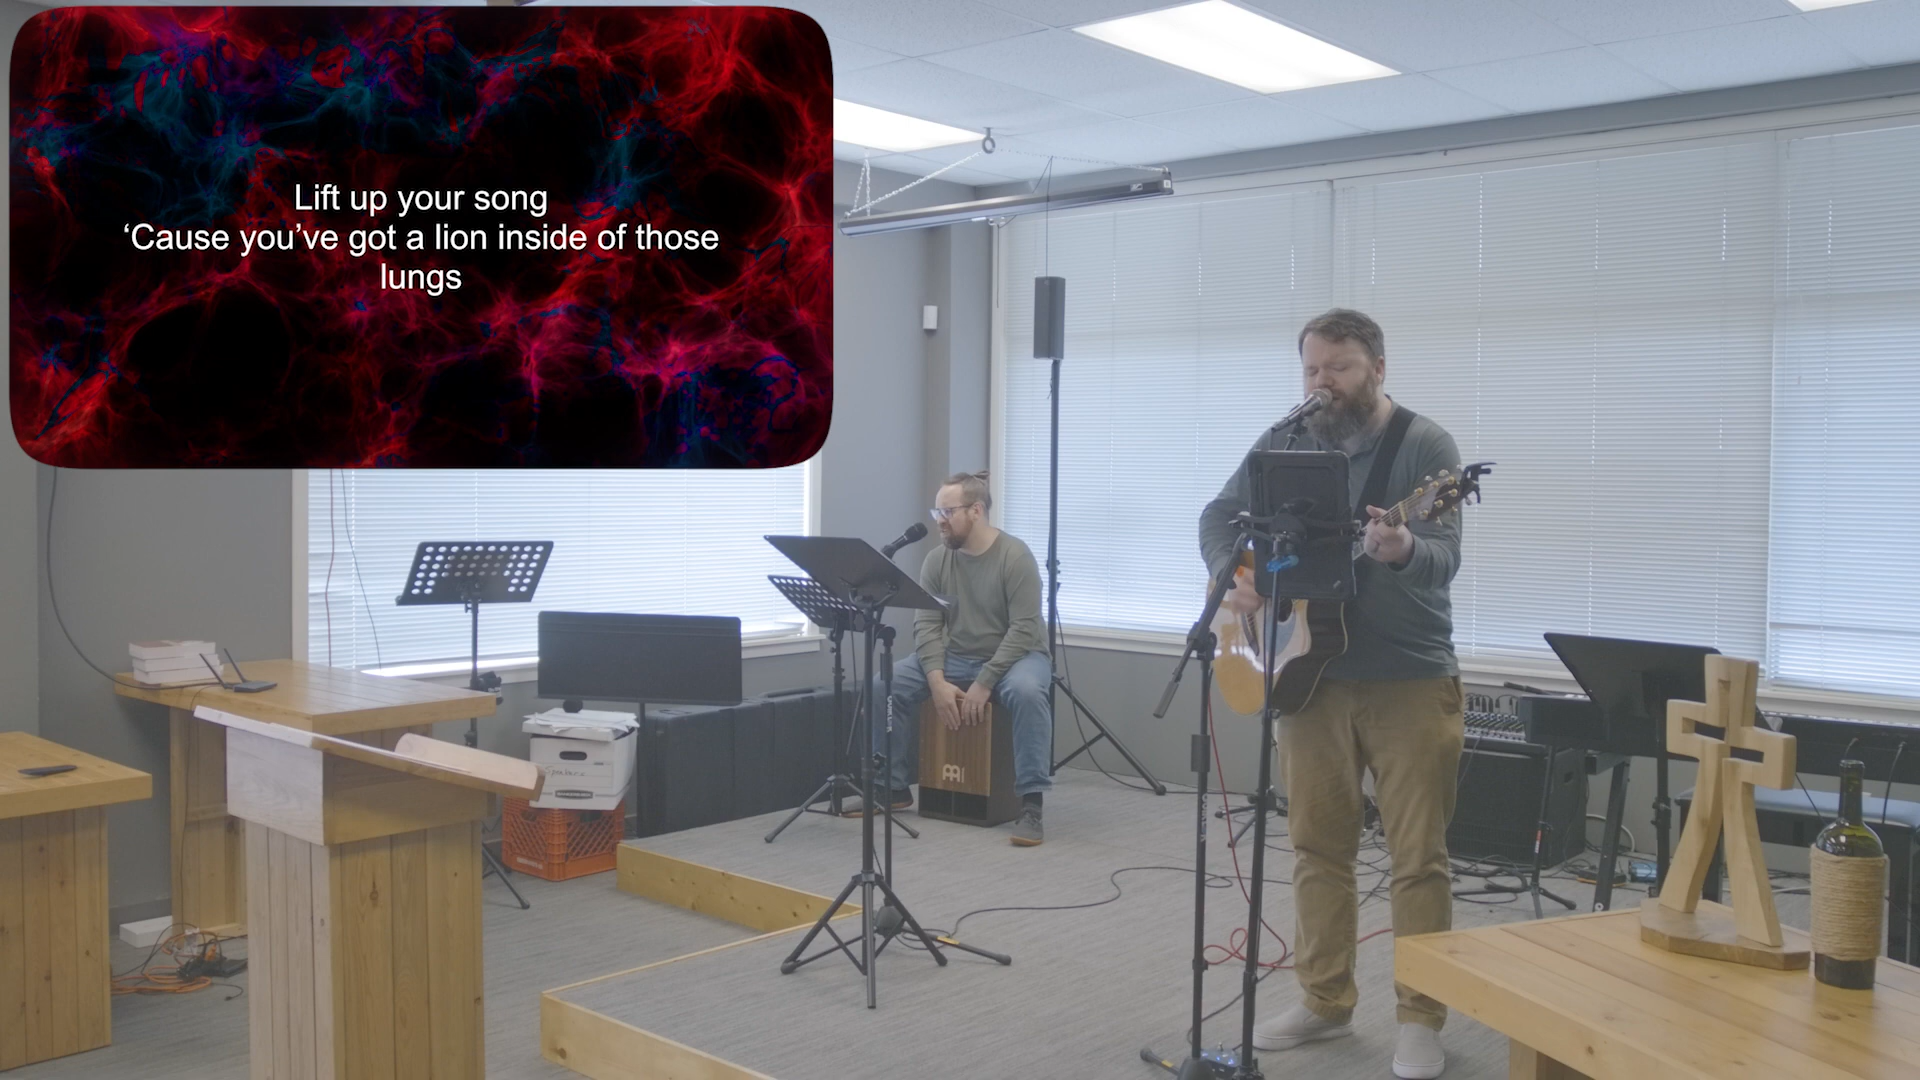 Lift up your song
‘Cause you’ve got a lion inside of those
lungs